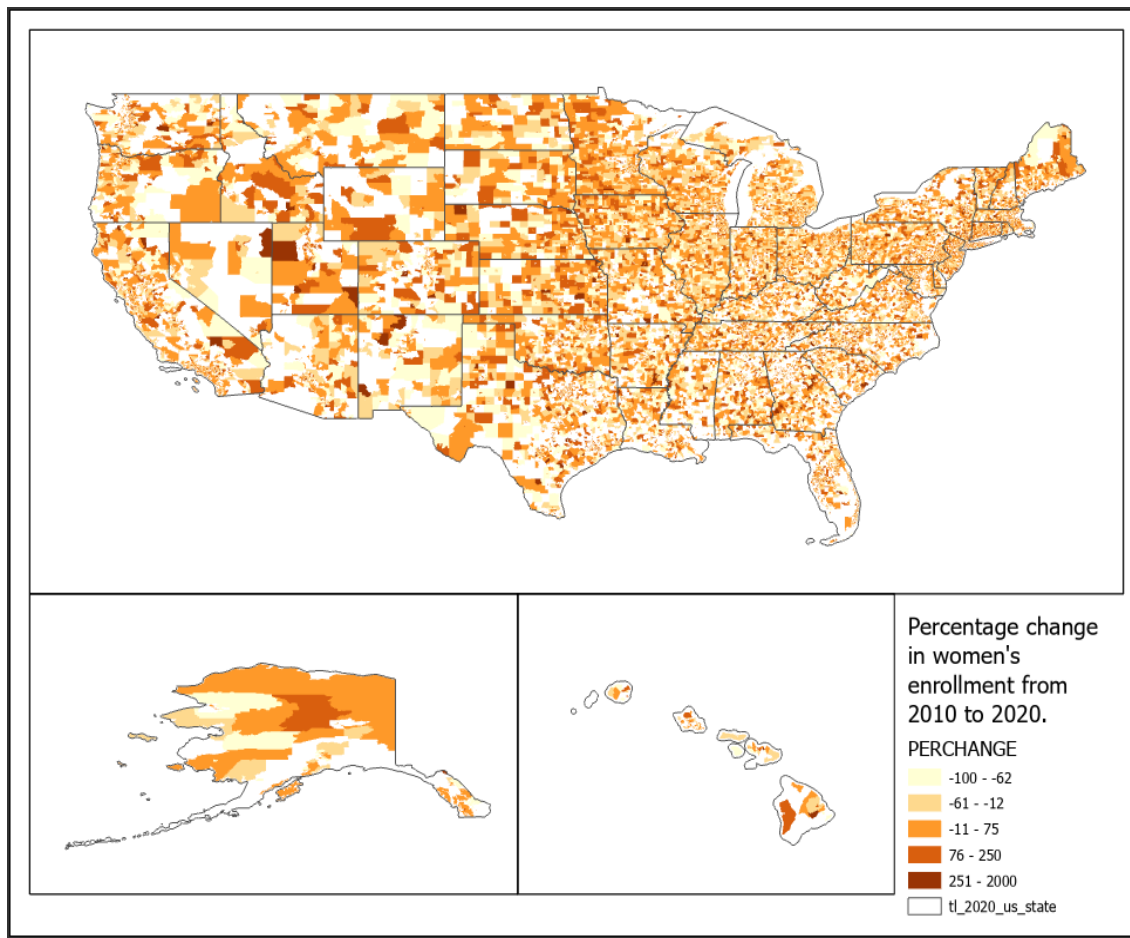 Percentage change
in women's
enrollment from
2010 to 2020.
PERCHANGE
-100 - -62
-61 - -12
-11 - 75
76 - 250
251 - 2000
tl_2020_us_state